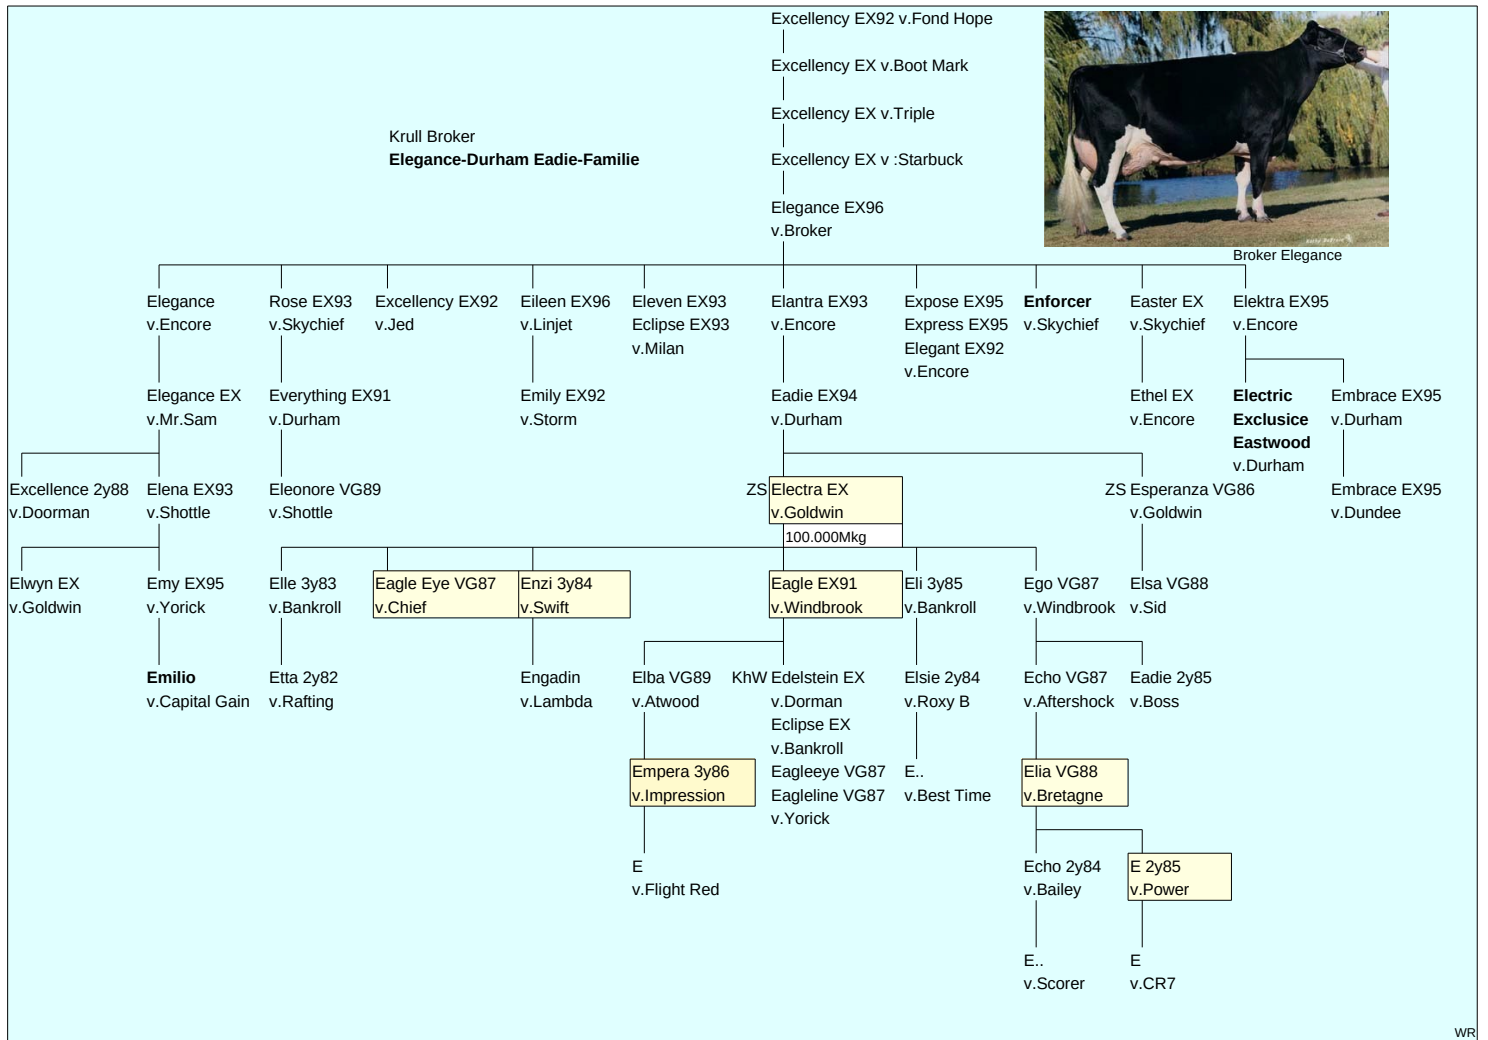 Excellency EX92 v.Fond Hope
Excellency EX v.Boot Mark
Excellency EX v.Triple
Krull Broker
Elegance-Durham Eadie-Familie
Excellency EX v :Starbuck
Elegance EX96
v.Broker
Broker Elegance
Elegance
v.Encore
Rose EX93
v.Skychief
Excellency EX92
v.Jed
Eileen EX96
v.Linjet
Eleven EX93
Eclipse EX93
v.Milan
Elantra EX93
v.Encore
Expose EX95
Express EX95
Elegant EX92
v.Encore
Enforcer
v.Skychief
Easter EX
v.Skychief
Elektra EX95
v.Encore
Elegance EX
v.Mr.Sam
Everything EX91
v.Durham
Emily EX92
v.Storm
Eadie EX94
v.Durham
Ethel EX
v.Encore
Electric
Exclusice
Eastwood
v.Durham
Embrace EX95
v.Durham
Excellence 2y88
v.Doorman
Elena EX93
v.Shottle
Eleonore VG89
v.Shottle
ZS Electra EX
v.Goldwin
100.000Mkg
ZS Esperanza VG86
v.Goldwin
Embrace EX95
v.Dundee
Elwyn EX
v.Goldwin
Emy EX95
v.Yorick
Elle 3y83
v.Bankroll
Eagle Eye VG87
v.Chief
Enzi 3y84
v.Swift
Eagle EX91
v.Windbrook
Eli 3y85
v.Bankroll
Ego VG87
v.Windbrook
Elsa VG88
v.Sid
Emilio
v.Capital Gain
Etta 2y82
v.Rafting
Engadin
v.Lambda
Elba VG89
v.Atwood
KhW Edelstein EX
v.Dorman
Eclipse EX
v.Bankroll
Eagleeye VG87
Eagleline VG87
v.Yorick
Elsie 2y84
v.Roxy B
Echo VG87
v.Aftershock
Eadie 2y85
v.Boss
Empera 3y86
v.Impression
E..
v.Best Time
Elia VG88
v.Bretagne
E
v.Flight Red
Echo 2y84
v.Bailey
E 2y85
v.Power
E..
v.Scorer
E
v.CR7
WR